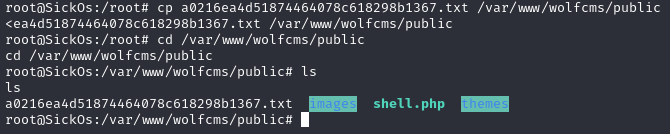 root@SickOs:/root# cp a0216ea4d51874464078c618298b1367.txt /var/www/wolfcms/public
<ea4d51874464078c618298b1367.txt /var/www/wolfcms/public
root@SickOs:/root# cd /var/www/wolfcms/public
cd /var/www/wolfcms/public
root@SickOs:/var/www/wolfcms/public# ls
ls
a0216ea4d51874464078c618298b1367.txt  images  shell.php  themes
root@SickOs:/var/www/wolfcms/public#